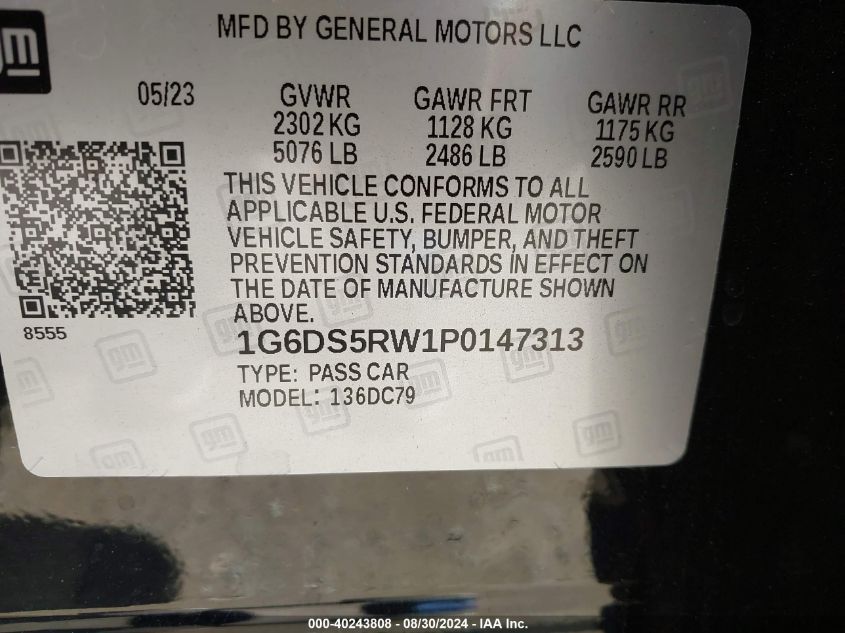 gm
MFD BY GENERAL MOTORS LLC
05/23
GVWR
2302 KG
5076 LB
GAWR FRT
1128 KG
2486 LB
GAWR RR
1175 KG
2590 LB
THIS VEHICLE CONFORMS TO ALL
APPLICABLE U.S. FEDERAL MOTOR
VEHICLE SAFETY, BUMPER, AND THEFT
PREVENTION STANDARDS IN EFFECT ON
THE DATE OF MANUFACTURE SHOWN
ABOVE.
8555
1G6DS5RW1P0147313
TYPE: PASS CAR
MODEL: 136DC79
000-40243808 - 08/30/2024 - IAA Inc.